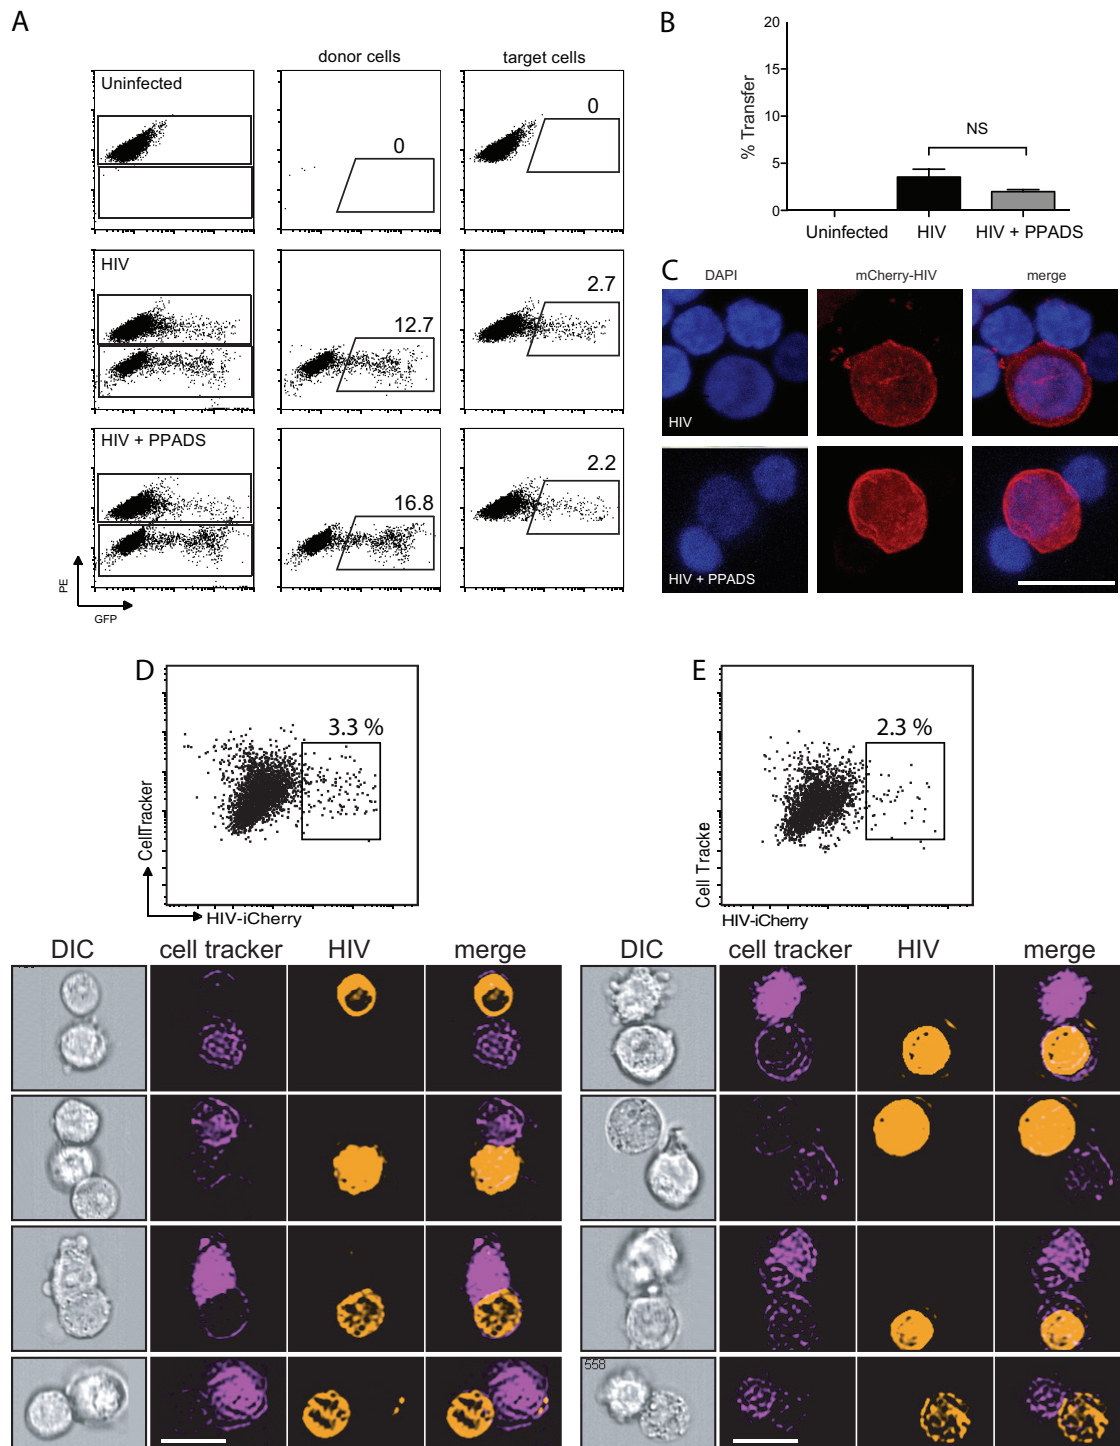 A
donor cells
target cells
Uninfected
0
0
HIV
12.7
2.7
HIV + PPADS
16.8
2.2
PE
GFP
B
20
15
10
5
0
% Transfer
NS
Uninfected
HIV
HIV + PPADS
C
DAPI
mCherry-HIV
merge
HIV
HIV + PPADS
D
3.3 %
CellTracker
HIV-iCherry
DIC
cell tracker
HIV
merge
E
2.3 %
Cell Tracke
HIV-iCherry
DIC
cell tracker
HIV
merge
558